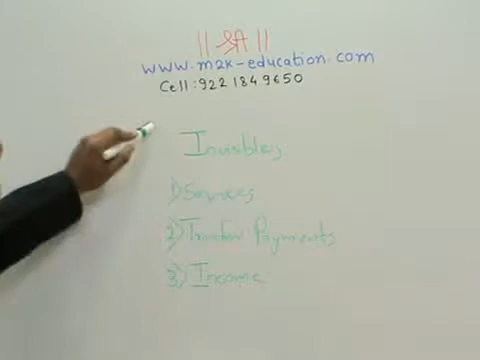 || श्री ||
www.m2k-education.com
Cell:9221849650
Invisibles
1) Services
2) Transfer Payments
3) Income